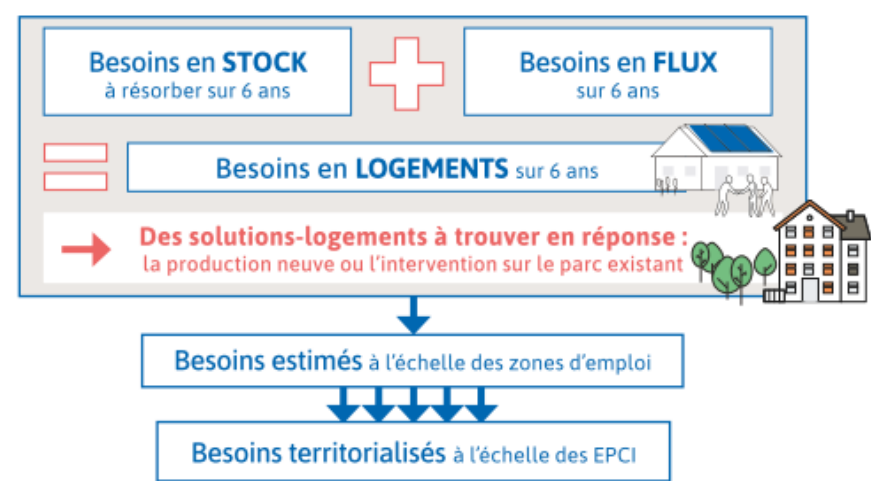 Besoins en STOCK
à résorber sur 6 ans
Besoins en FLUX
sur 6 ans
Besoins en LOGEMENTS sur 6 ans
Des solutions-logements à trouver en réponse :
la production neuve ou l’intervention sur le parc existant
Besoins estimés à l’échelle des zones d’emploi
Besoins territorialisés à l’échelle des EPCI